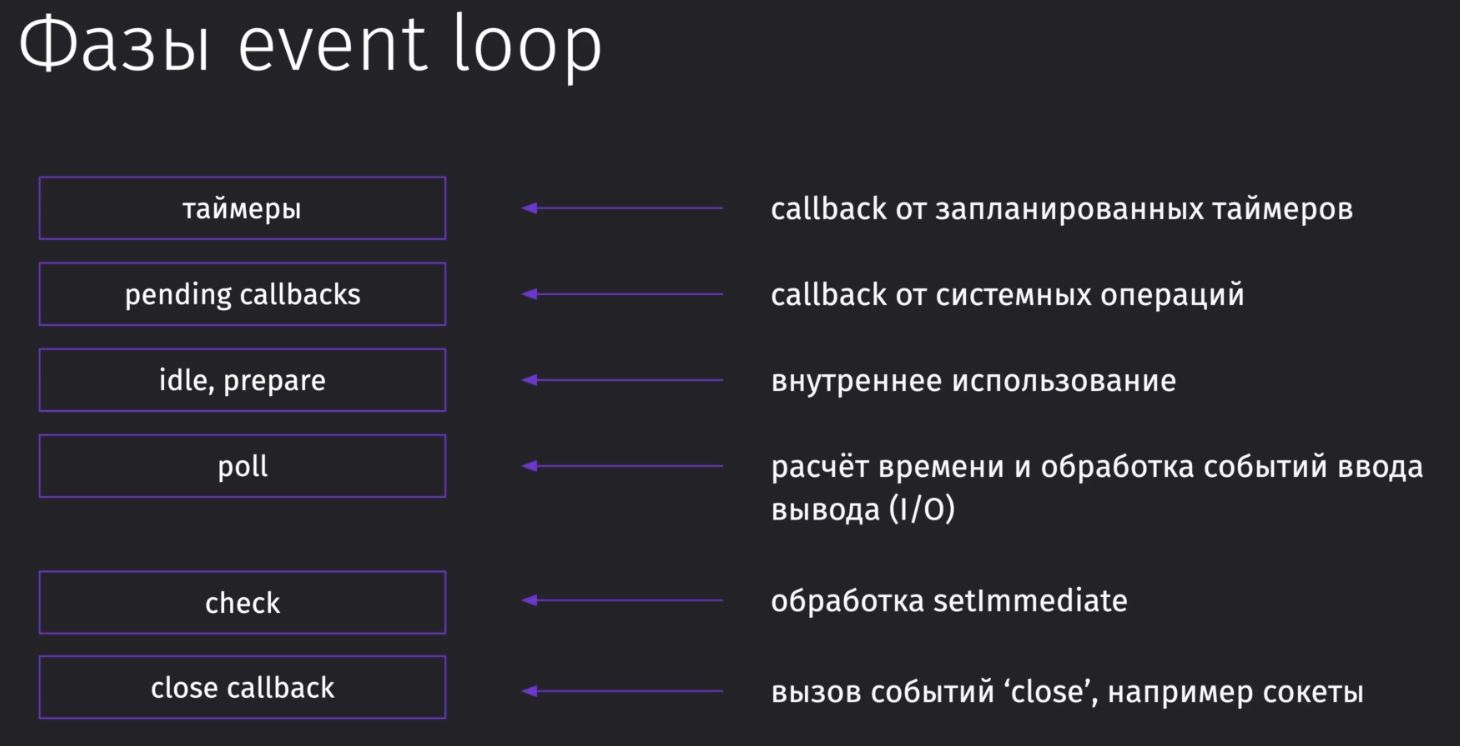 Фазы event loop
таймеры
callback от запланированных таймеров
pending callbacks
callback от системных операций
idle, prepare
внутреннее использование
poll
расчёт времени и обработка событий ввода
вывода (I/O)
check
обработка setImmediate
close callback
вызов событий ‘close’, например сокеты